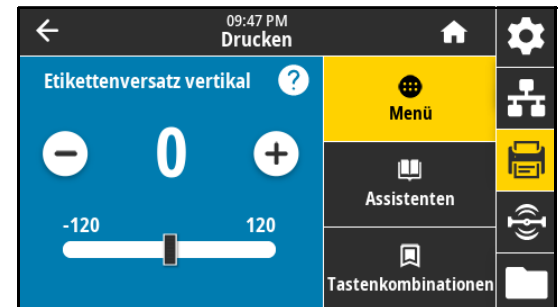 09:47 PM
Drucken
Etikettenversatz vertikal
?
0
-120
120
Menü
Assistenten
Tastenkombinationen